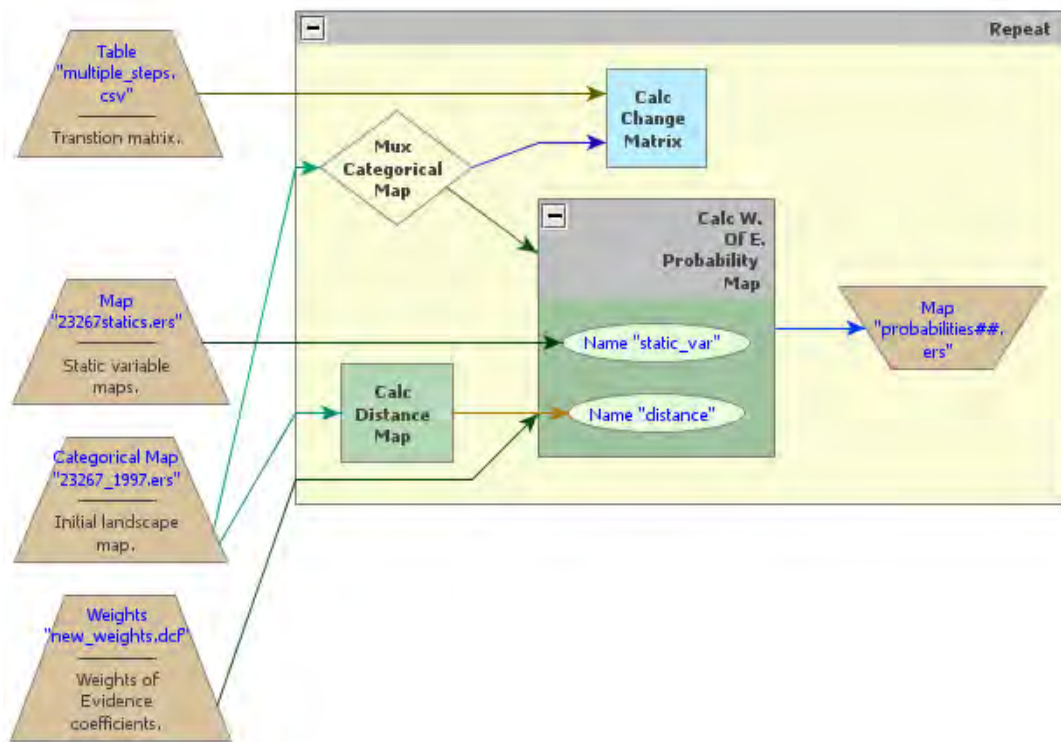 Repeat
Table
"multiple_steps.
csv"
Transtion matrix.
Calc
Change
Matrix
Mux
Categorical
Map
Calc W.
Of E.
Probability
Map
Map
"23267statics.ers"
Static variable
maps.
Name "static_var"
Map
"probabilities##.
ers"
Calc
Distance
Map
Name "distance"
Categorical Map
"23267_1997.ers"
Initial landscape
map.
Weights
"new_weights.dcf"
Weights of
Evidence
coefficients.